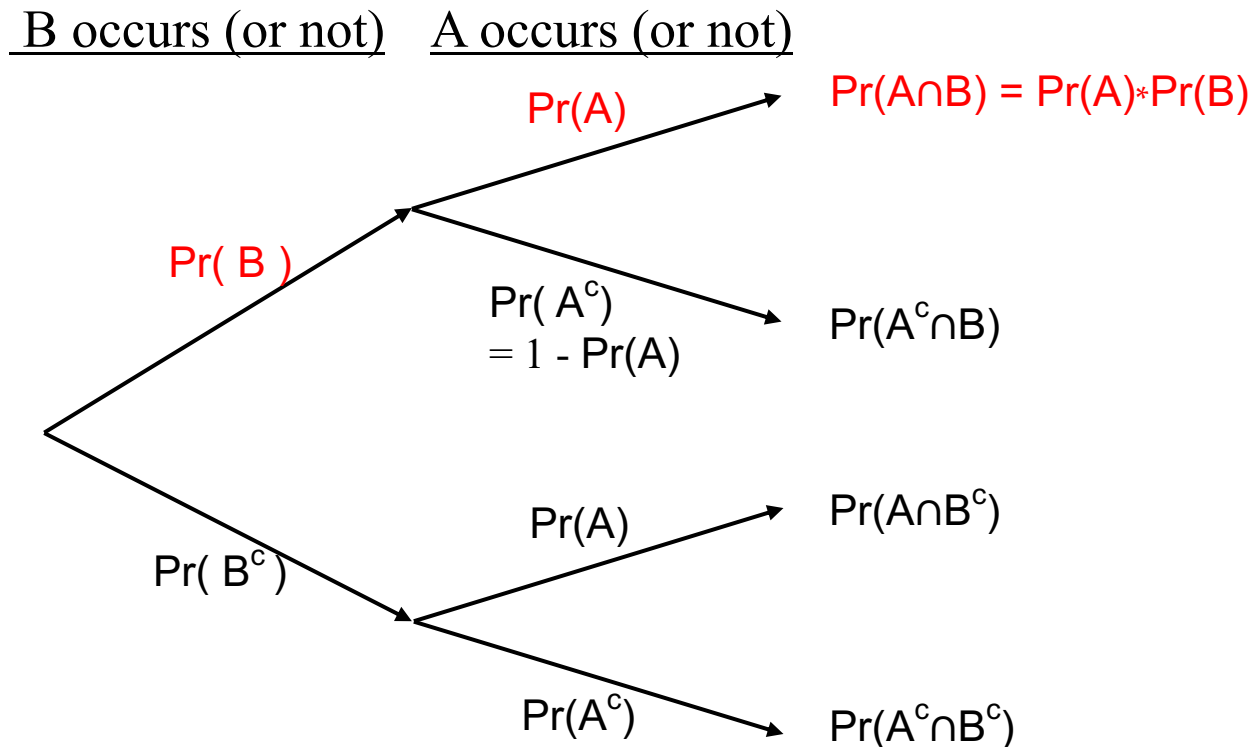 B occurs (or not) A occurs (or not)
Pr(A)
Pr(A∩B) = Pr(A)*Pr(B)
Pr( B )
Pr( Aᶜ)
= 1 - Pr(A)
Pr(Aᶜ∩B)
Pr(A)
Pr(A∩Bᶜ)
Pr( Bᶜ )
Pr(Aᶜ)
Pr(Aᶜ∩Bᶜ)